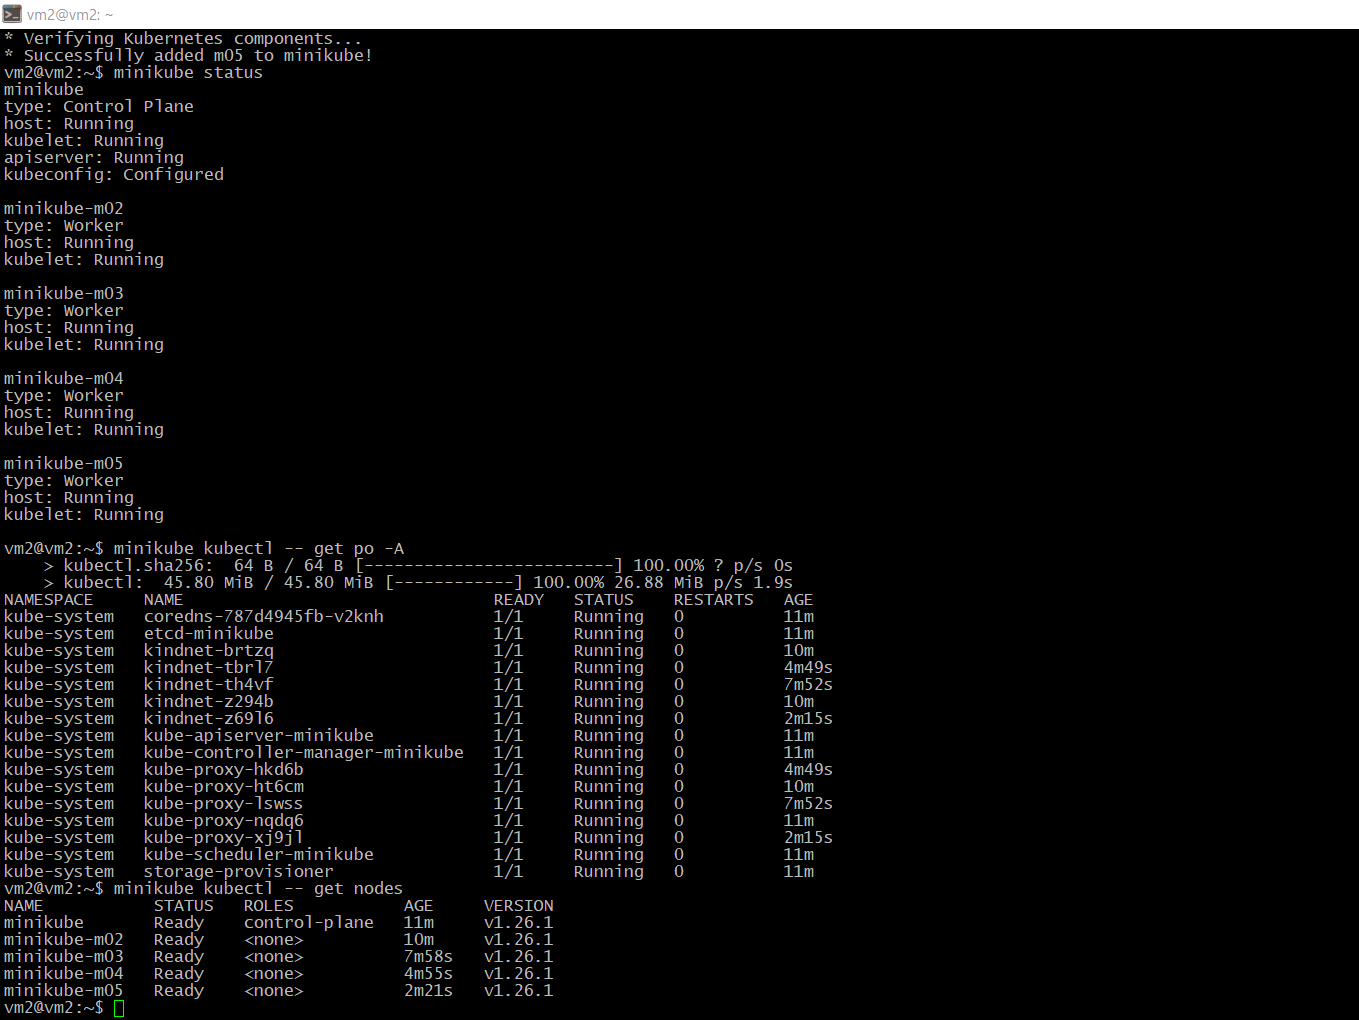 vm2@vm2: ~
* Verifying Kubernetes components...
* Successfully added m05 to minikube!
vm2@vm2:~$ minikube status
minikube
type: Control Plane
host: Running
kubelet: Running
apiserver: Running
kubeconfig: Configured
minikube-m02
type: Worker
host: Running
kubelet: Running
minikube-m03
type: Worker
host: Running
kubelet: Running
minikube-m04
type: Worker
host: Running
kubelet: Running
minikube-m05
type: Worker
host: Running
kubelet: Running
vm2@vm2:~$ minikube kubectl -- get po -A
    > kubectl.sha256:  64 B / 64 B [-------------------------] 100.00% ? p/s 0s
    > kubectl:  45.80 MiB / 45.80 MiB [------------] 100.00% 26.88 MiB p/s 1.9s
NAMESPACE     NAME                               READY   STATUS    RESTARTS   AGE
kube-system   coredns-787d4945fb-v2knh           1/1     Running   0          11m
kube-system   etcd-minikube                      1/1     Running   0          11m
kube-system   kindnet-brtzq                      1/1     Running   0          10m
kube-system   kindnet-tbrl7                      1/1     Running   0          4m49s
kube-system   kindnet-th4vf                      1/1     Running   0          7m52s
kube-system   kindnet-z294b                      1/1     Running   0          10m
kube-system   kindnet-z69l6                      1/1     Running   0          2m15s
kube-system   kube-apiserver-minikube            1/1     Running   0          11m
kube-system   kube-controller-manager-minikube   1/1     Running   0          11m
kube-system   kube-proxy-hkd6b                   1/1     Running   0          4m49s
kube-system   kube-proxy-ht6cm                   1/1     Running   0          10m
kube-system   kube-proxy-lswss                   1/1     Running   0          7m52s
kube-system   kube-proxy-nqdq6                   1/1     Running   0          11m
kube-system   kube-proxy-xj9jl                   1/1     Running   0          2m15s
kube-system   kube-scheduler-minikube            1/1     Running   0          11m
kube-system   storage-provisioner                1/1     Running   0          11m
vm2@vm2:~$ minikube kubectl -- get nodes
NAME           STATUS   ROLES           AGE     VERSION
minikube       Ready    control-plane   11m     v1.26.1
minikube-m02   Ready    <none>          10m     v1.26.1
minikube-m03   Ready    <none>          7m58s   v1.26.1
minikube-m04   Ready    <none>          4m55s   v1.26.1
minikube-m05   Ready    <none>          2m21s   v1.26.1
vm2@vm2:~$